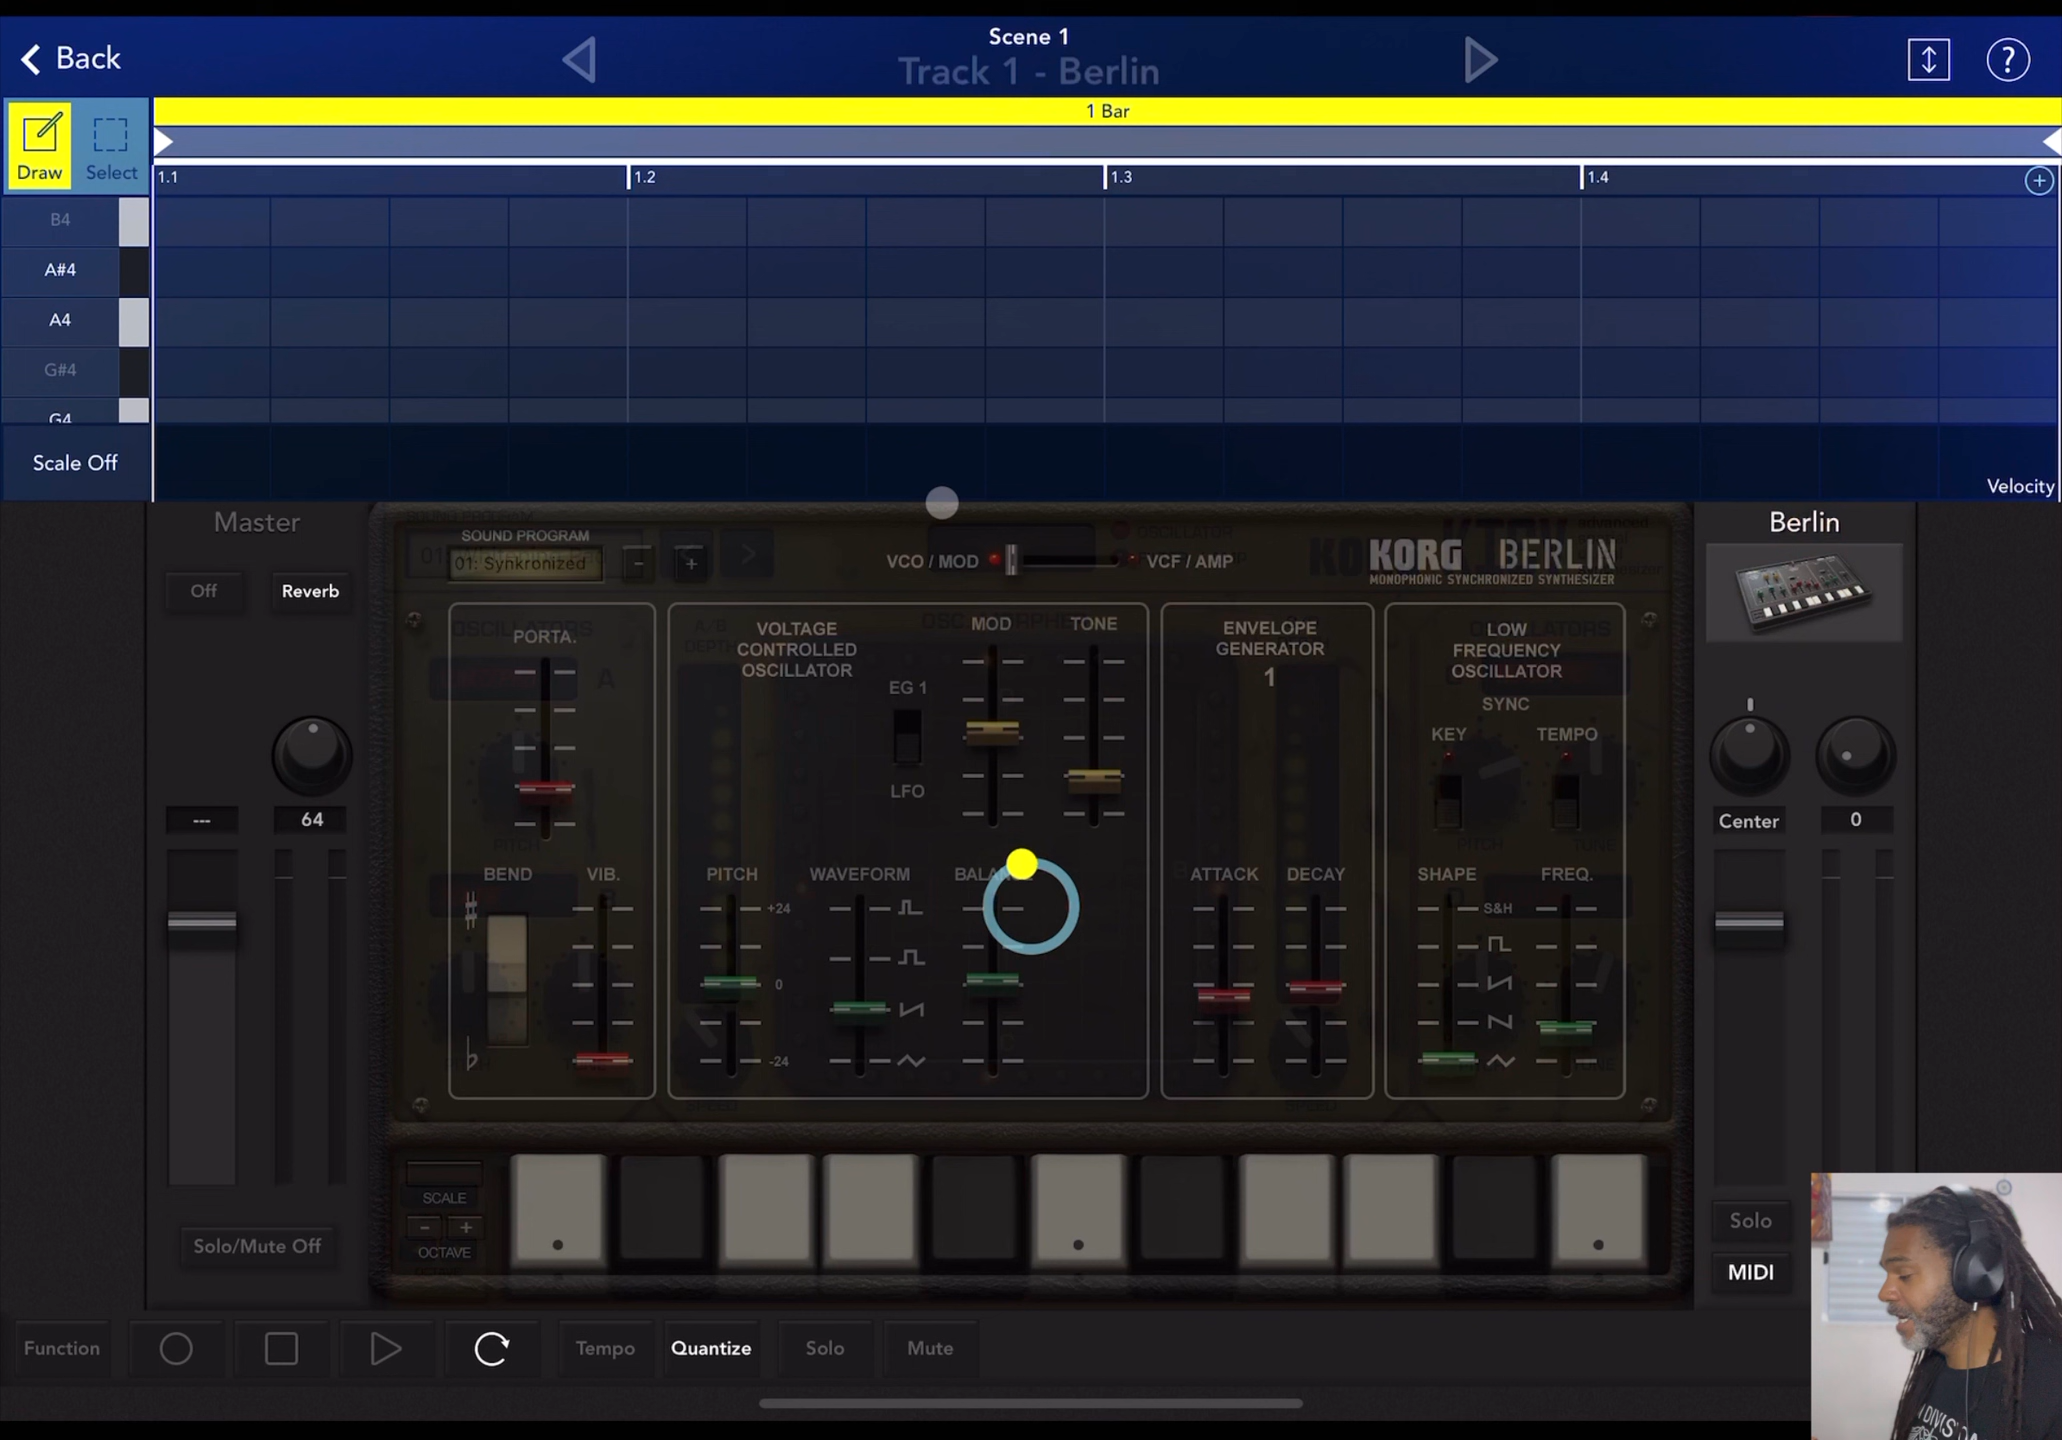 Back
Scene 1
Track 1 - Berlin
?
1 Bar
Draw
Select
1.1
1.2
1.3
1.4
B4
A#4
A4
G#4
G4
Scale Off
Velocity
Master
SOUND PROGRAM
01: Synkronized
-
+
VCO / MOD
VCF / AMP
KORG BERLIN
MONOPHONIC SYNCHRONIZED SYNTHESIZER
Berlin
Off
Reverb
PORTA.
VOLTAGE
CONTROLLED
OSCILLATOR
MOD
TONE
EG 1
LFO
ENVELOPE
GENERATOR
1
LOW
FREQUENCY
OSCILLATOR
SYNC
KEY
TEMPO
---
64
Center
0
BEND
VIB.
PITCH
WAVEFORM
ATTACK
DECAY
SHAPE
FREQ.
+24
0
-24
S&H
SCALE
- +
OCTAVE
Solo/Mute Off
Solo
MIDI
Function
Tempo
Quantize
Solo
Mute